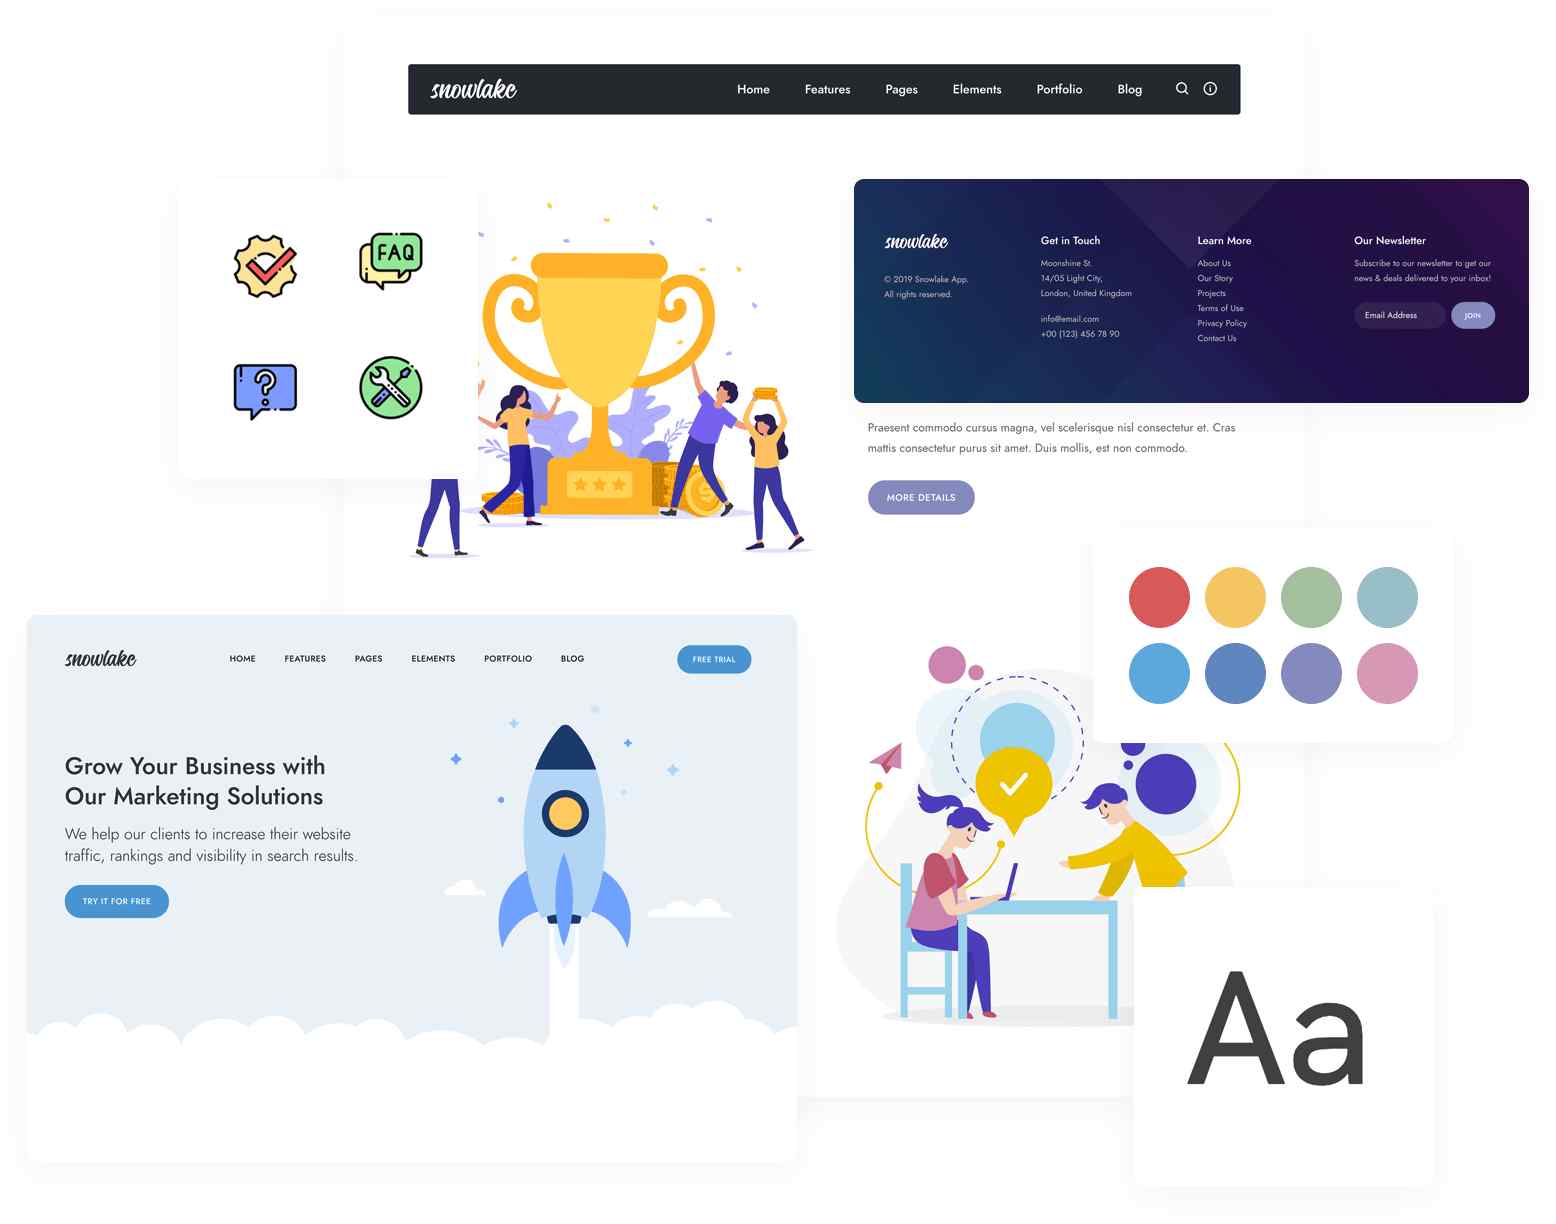 snowlake
Home Features Pages Elements Portfolio Blog
FAQ
?
snowlake
© 2019 Snowlake App.
All rights reserved.
Get in Touch
Moonshine St.
14/05 Light City,
London, United Kingdom
info@email.com
+00 (123) 456 78 90
Learn More
About Us
Our Story
Projects
Terms of Use
Privacy Policy
Contact Us
Our Newsletter
Subscribe to our newsletter to get our
news & deals delivered to your inbox!
Email Address
JOIN
Praesent commodo cursus magna, vel scelerisque nisl consectetur et. Cras
mattis consectetur purus sit amet. Duis mollis, est non commodo.
MORE DETAILS
snowlake
HOME FEATURES PAGES ELEMENTS PORTFOLIO BLOG
FREE TRIAL
Grow Your Business with
Our Marketing Solutions
We help our clients to increase their website
traffic, rankings and visibility in search results.
TRY IT FOR FREE
Aa